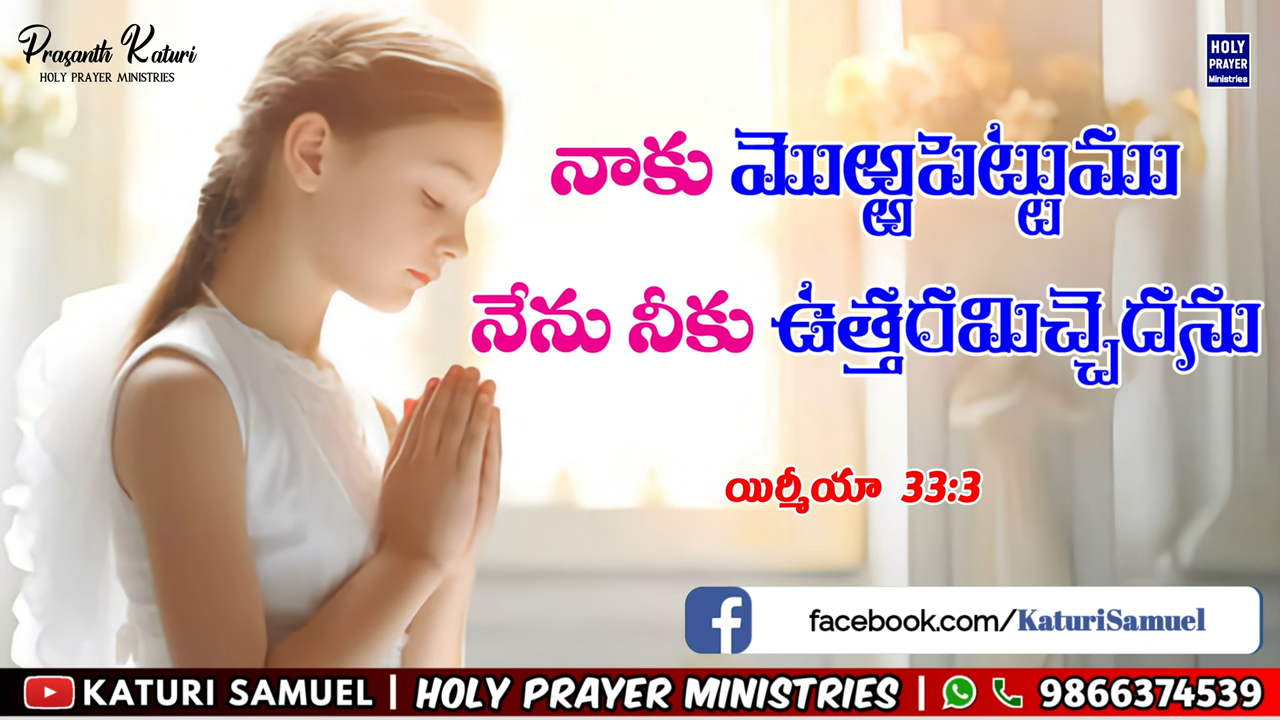 Prasanth Katuri
HOLY PRAYER MINISTRIES
HOLY
PRAYER
Ministries
నాకు మొఱ్ఱపెట్టుము
నేను నీకు ఉత్తరమిచ్చెదను
యిర్మీయా 33:3
facebook.com/KaturiSamuel
KATURI SAMUEL | HOLY PRAYER MINISTRIES | 9866374539